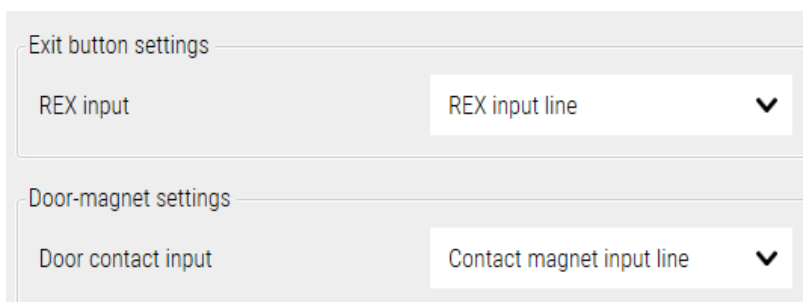 Exit button settings
REX input REX input line
Door-magnet settings
Door contact input Contact magnet input line